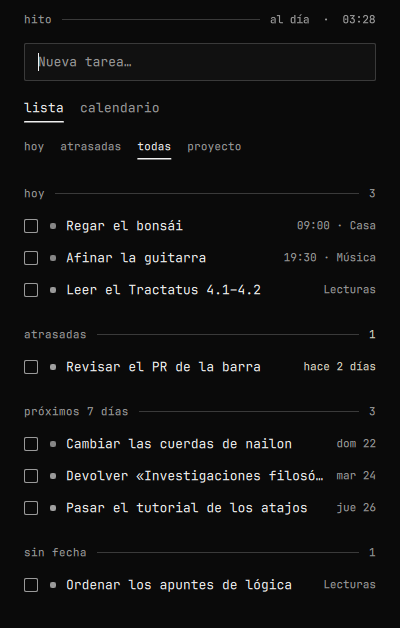 hito al día · 03:28
Nueva tarea…
lista calendario
hoy atrasadas todas proyecto
hoy 3
Regar el bonsái 09:00 · Casa
Afinar la guitarra 19:30 · Música
Leer el Tractatus 4.1–4.2 Lecturas
atrasadas 1
Revisar el PR de la barra hace 2 días
próximos 7 días 3
Cambiar las cuerdas de nailon dom 22
Devolver «Investigaciones filosó… mar 24
Pasar el tutorial de los atajos jue 26
sin fecha 1
Ordenar los apuntes de lógica Lecturas